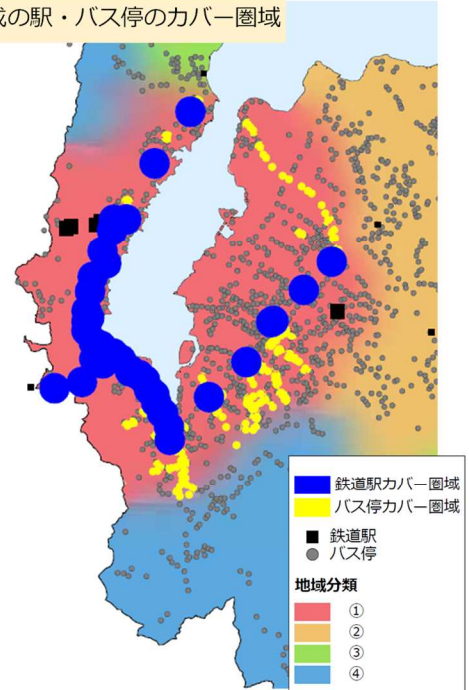 の駅・バス停のカバー圏域
鉄道駅カバー圏域
バス停カバー圏域
鉄道駅
バス停
地域分類
①
②
③
④